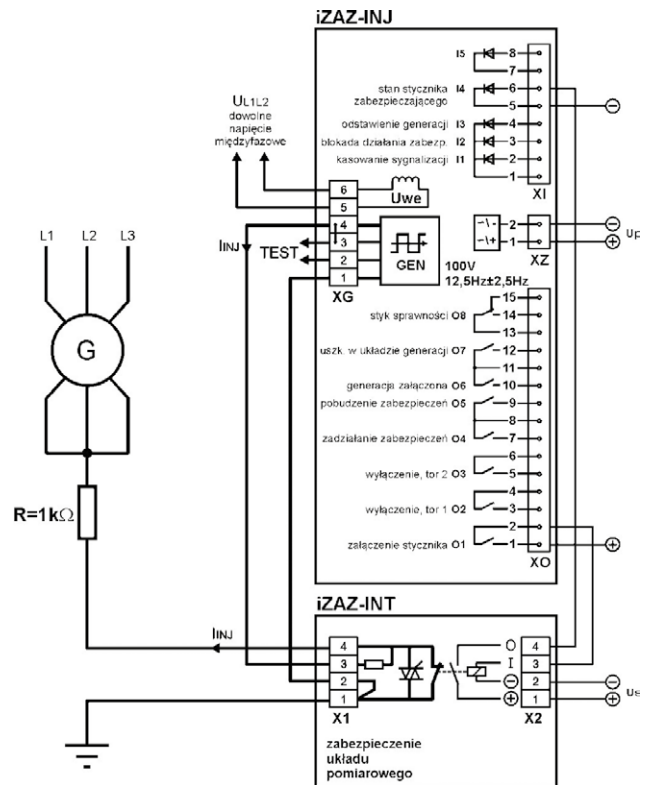 iZAZ-INJ
I5
8
7
stan stycznika
zabezpieczającego
I4
6
5
odstawienie generacji I3
4
blokada działania zabezp. I2
3
kasowanie sygnalizacji I1
2
1
XI
UL1L2
dowolne
napięcie
międzyfazowe
6
5
4
3
2
1
XG
Uwe
IINJ
TEST
GEN
100V
12,5Hz±2,5Hz
~\-
~\+
2
1
XZ
Up
L1 L2 L3
G
R=1kΩ
15
styk sprawności O8
14
13
uszk. w układzie generacji O7
12
11
generacja załączona O6
10
pobudzenie zabezpieczeń O5
9
8
zadziałanie zabezpieczeń O4
7
6
wyłączenie, tor 2 O3
5
4
wyłączenie, tor 1 O2
3
2
załączenie stycznika O1
1
XO
iZAZ-INT
IINJ
4
3
2
1
X1
O
I
4
3
2
1
X2
zabezpieczenie
układu
pomiarowego